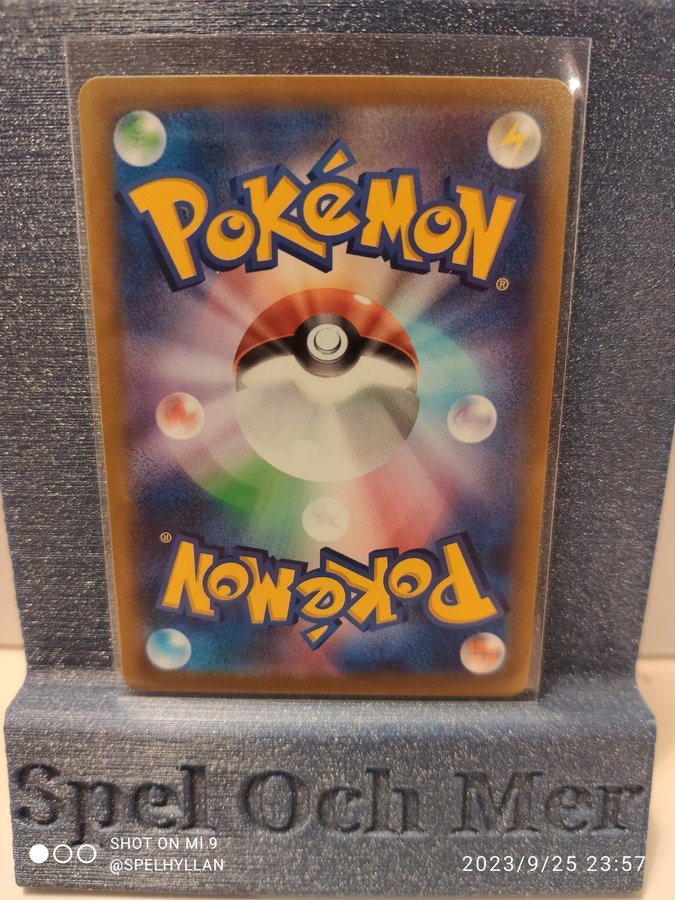 POKéMON
®
®
POKéMON
Spel Och Mer
SHOT ON MI 9
@SPELHYLLAN
2023/9/25 23:57